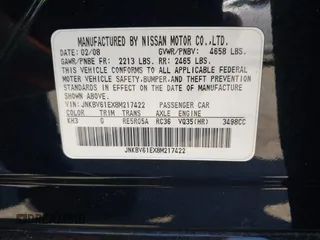 MANUFACTURED BY NISSAN MOTOR CO.,LTD.
DATE: 02/08 GVWR/PNBV: 4658 LBS.
GAWR/PNBE FR: 2213 LBS. RR: 2465 LBS.
THIS VEHICLE CONFORMS TO ALL APPLICABLE
FEDERAL MOTOR VEHICLE SAFETY, BUMPER,
AND THEFT PREVENTION STANDARDS IN EFFECT
ON THE DATE OF MANUFACTURE SHOWN ABOVE.
VIN: JNKBV61EX8M217422 PASSENGER CAR
COLOR TRIM TRANS AXLE ENGINE
KH3 G RE5R05A RC36 VQ35(HR) 3498CC
JNKBV61EX8M217422